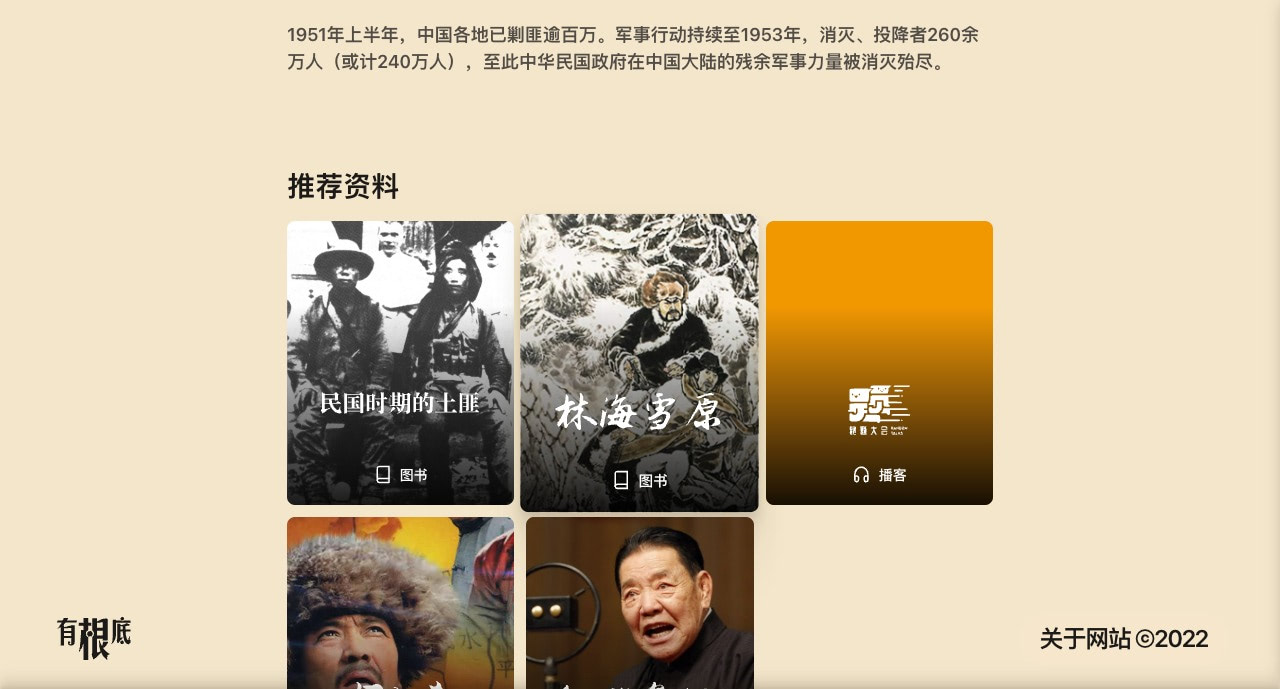 1951年上半年，中国各地已剿匪逾百万。军事行动持续至1953年，消灭、投降者260余
万人（或计240万人），至此中华民国政府在中国大陆的残余军事力量被消灭殆尽。
推荐资料
民国时期的土匪
图书
林海雪原
图书
跑题大会
播客
有根底
关于网站 ©2022